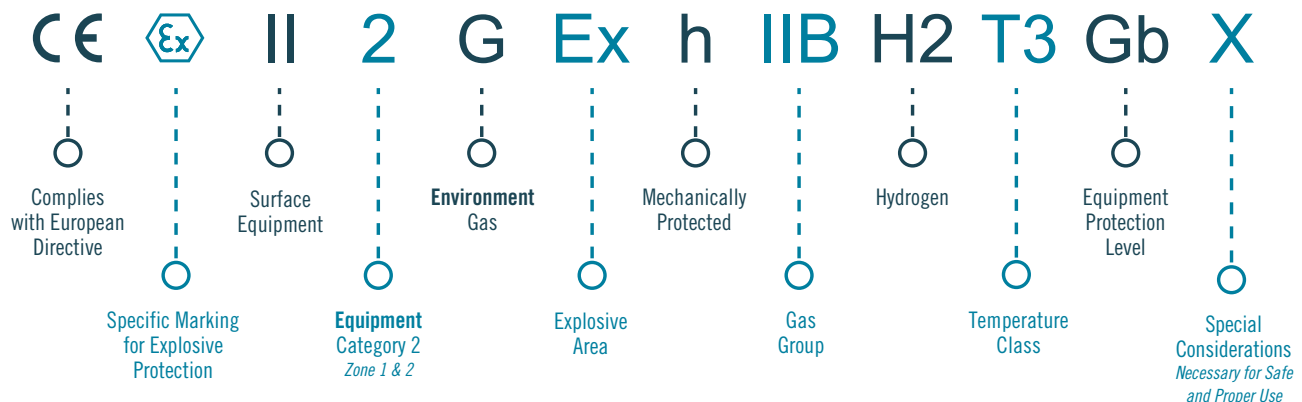 CE Ex II 2 G Ex h IIB H2 T3 Gb X
Complies
with European
Directive
Surface
Equipment
Environment
Gas
Mechanically
Protected
Hydrogen
Equipment
Protection
Level
Specific Marking
for Explosive
Protection
Equipment
Category 2
Zone 1 & 2
Explosive
Area
Gas
Group
Temperature
Class
Special
Considerations
Necessary for Safe
and Proper Use